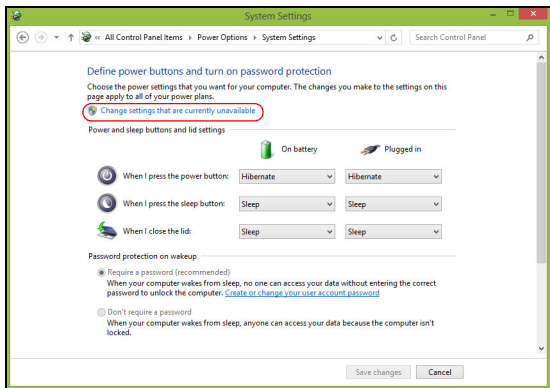 System Settings
« All Control Panel Items › Power Options › System Settings
Search Control Panel
Define power buttons and turn on password protection
Choose the power settings that you want for your computer. The changes you make to the settings on this
page apply to all of your power plans.
Change settings that are currently unavailable
Power and sleep buttons and lid settings
On battery Plugged in
When I press the power button: Hibernate Hibernate
When I press the sleep button: Sleep Sleep
When I close the lid: Sleep Sleep
Password protection on wakeup
Require a password (recommended)
When your computer wakes from sleep, no one can access your data without entering the correct
password to unlock the computer. Create or change your user account password
Don't require a password
When your computer wakes from sleep, anyone can access your data because the computer isn't
locked.
Save changes Cancel